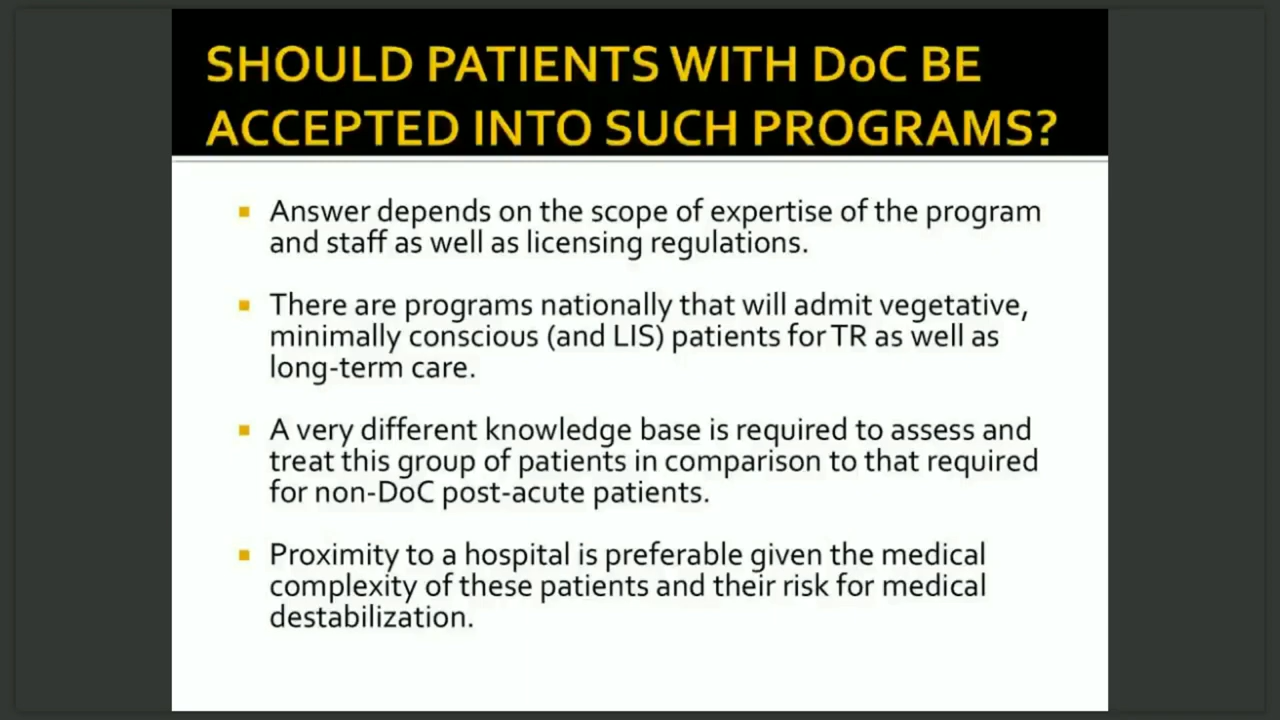 SHOULD PATIENTS WITH DoC BE
ACCEPTED INTO SUCH PROGRAMS?
Answer depends on the scope of expertise of the program
and staff as well as licensing regulations.
There are programs nationally that will admit vegetative,
minimally conscious (and LIS) patients for TR as well as
long-term care.
A very different knowledge base is required to assess and
treat this group of patients in comparison to that required
for non-DoC post-acute patients.
Proximity to a hospital is preferable given the medical
complexity of these patients and their risk for medical
destabilization.